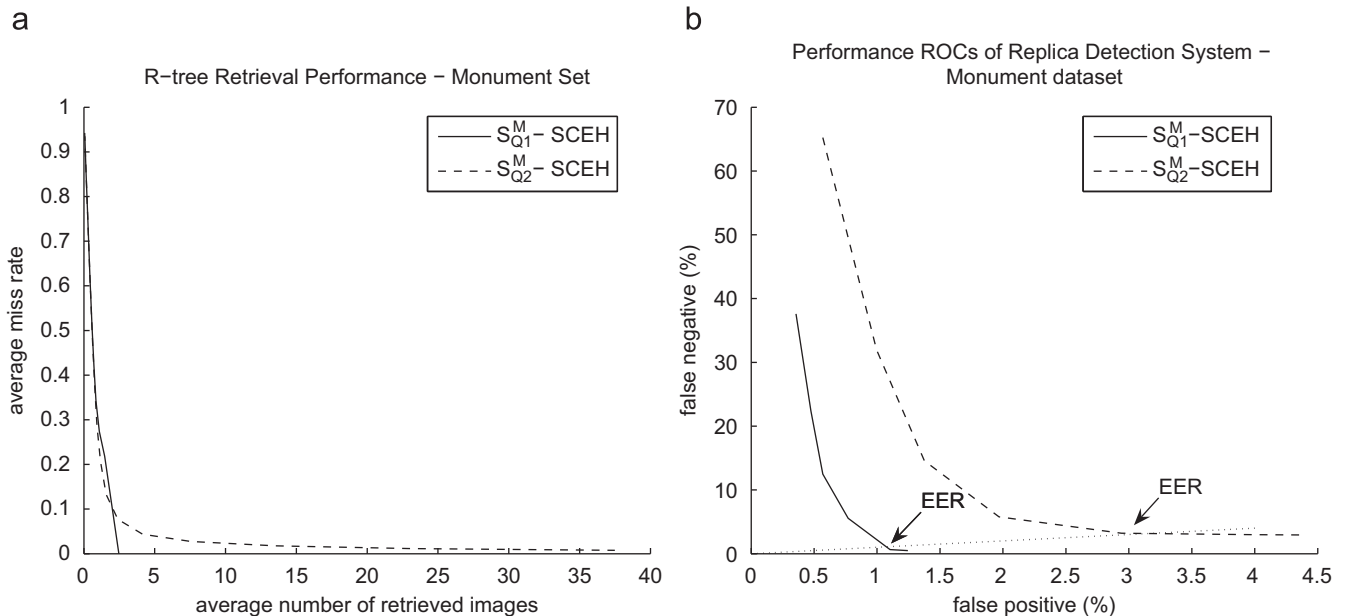 a
R−tree Retrieval Performance − Monument Set
1
0.9
0.8
0.7
0.6
0.5
0.4
0.3
0.2
0.1
0
average miss rate
S^M_Q1− SCEH
S^M_Q2− SCEH
0 5 10 15 20 25 30 35 40
average number of retrieved images
b
Performance ROCs of Replica Detection System −
Monument dataset
70
60
50
40
30
20
10
0
false negative (%)
S^M_Q1− SCEH
S^M_Q2−SCEH
EER
EER
0 0.5 1 1.5 2 2.5 3 3.5 4 4.5
false positive (%)